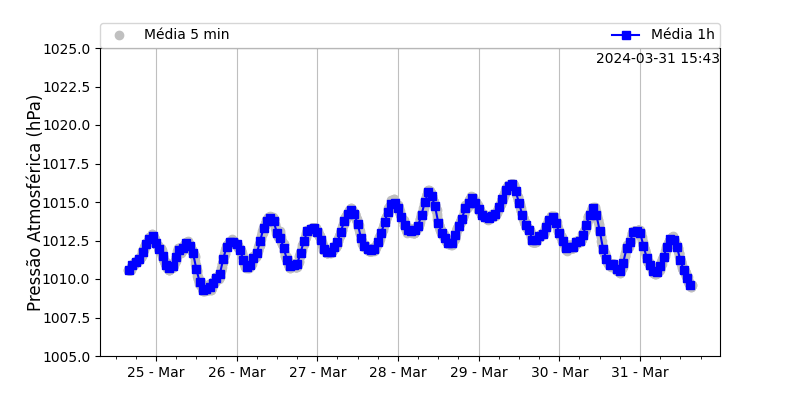 Média 5 min
Média 1h
2024-03-31 15:43
Pressão Atmosférica (hPa)
1025.0
1022.5
1020.0
1017.5
1015.0
1012.5
1010.0
1007.5
1005.0
25 - Mar
26 - Mar
27 - Mar
28 - Mar
29 - Mar
30 - Mar
31 - Mar